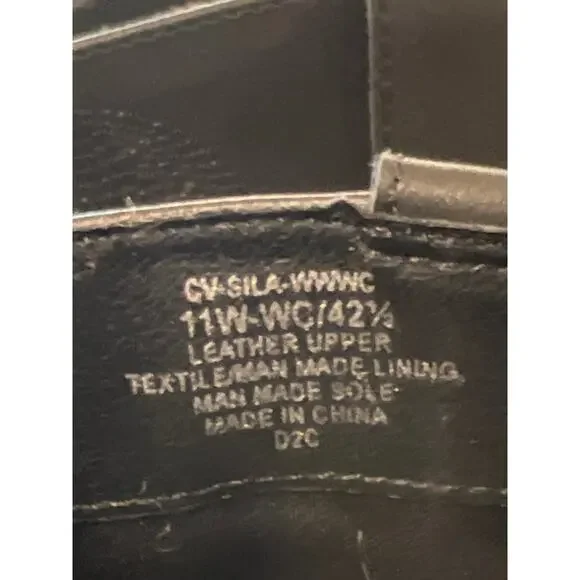 CV-SILA-WWWC
11W-WC/42½
LEATHER UPPER
TEXTILE/MAN MADE LINING
MAN MADE SOLE
MADE IN CHINA
D2C